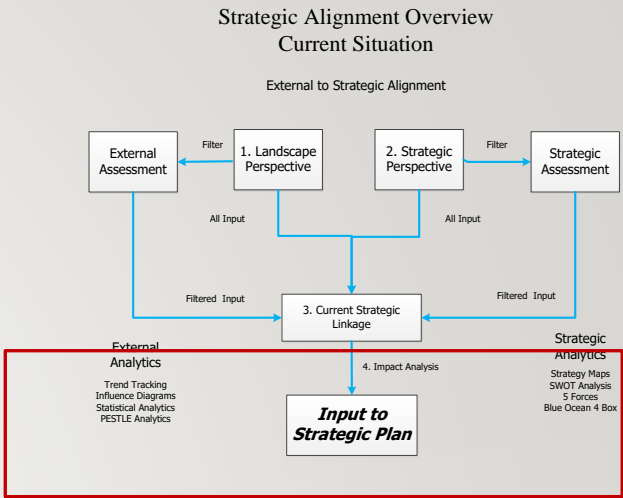 Strategic Alignment Overview
Current Situation
External to Strategic Alignment
External
Assessment
Filter
1. Landscape
Perspective
2. Strategic
Perspective
Filter
Strategic
Assessment
All Input
All Input
Filtered Input
Filtered Input
3. Current Strategic
Linkage
External
Analytics
Trend Tracking
Influence Diagrams
Statistical Analytics
PESTLE Analytics
4. Impact Analysis
Input to
Strategic Plan
Strategic
Analytics
Strategy Maps
SWOT Analysis
5 Forces
Blue Ocean 4 Box